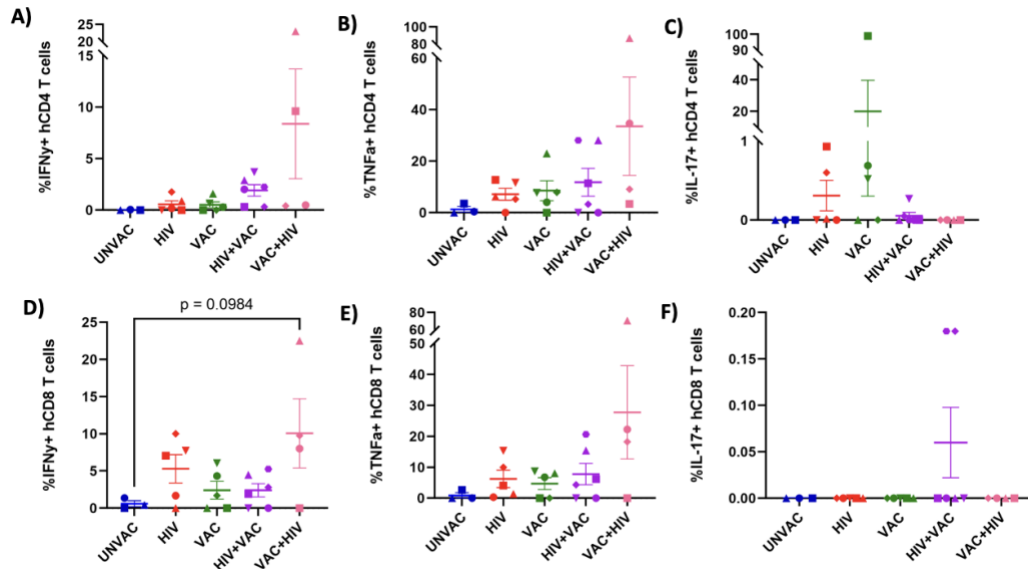 A)
%IFNy+ hCD4 T cells
25
20
15
10
5
0
UNVAC
HIV
VAC
HIV+VAC
VAC+HIV
B)
%TNFa+ hCD4 T cells
100
80
60
40
20
0
UNVAC
HIV
VAC
HIV+VAC
VAC+HIV
C)
%IL-17+ hCD4 T cells
100
90
40
20
1
0
UNVAC
HIV
VAC
HIV+VAC
VAC+HIV
D)
%IFNy+ hCD8 T cells
p = 0.0984
25
20
15
10
5
0
UNVAC
HIV
VAC
HIV+VAC
VAC+HIV
E)
%TNFa+ hCD8 T cells
80
60
50
40
30
20
10
0
UNVAC
HIV
VAC
HIV+VAC
VAC+HIV
F)
%IL-17+ hCD8 T cells
0.20
0.15
0.10
0.05
0.00
UNVAC
HIV
VAC
HIV+VAC
VAC+HIV